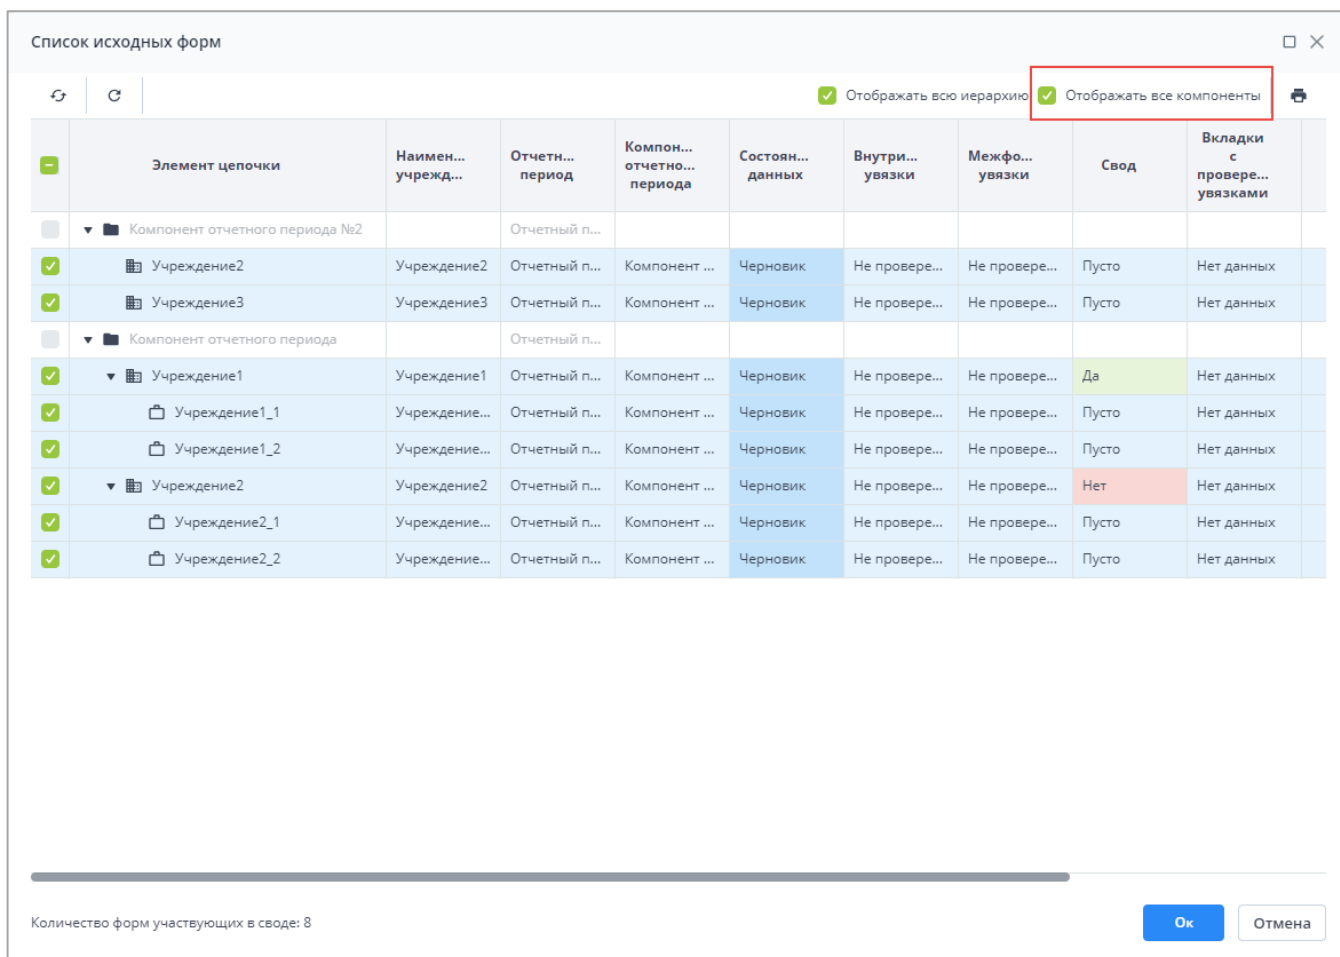 Список исходных форм
Отображать всю иерархию Отображать все компоненты
Элемент цепочки Наимен... учрежд... Отчетн... период Компон... отчетно... периода Состоян... данных Внутри... увязки Межфо... увязки Свод Вкладки с провере... увязками
Компонент отчетного периода №2 Отчетный п...
Учреждение2 Учреждение2 Отчетный п... Компонент ... Черновик Не провере... Не провере... Пусто Нет данных
Учреждение3 Учреждение3 Отчетный п... Компонент ... Черновик Не провере... Не провере... Пусто Нет данных
Компонент отчетного периода Отчетный п...
Учреждение1 Учреждение1 Отчетный п... Компонент ... Черновик Не провере... Не провере... Да Нет данных
Учреждение1_1 Учреждение... Отчетный п... Компонент ... Черновик Не провере... Не провере... Пусто Нет данных
Учреждение1_2 Учреждение... Отчетный п... Компонент ... Черновик Не провере... Не провере... Пусто Нет данных
Учреждение2 Учреждение2 Отчетный п... Компонент ... Черновик Не провере... Не провере... Нет Нет данных
Учреждение2_1 Учреждение... Отчетный п... Компонент ... Черновик Не провере... Не провере... Пусто Нет данных
Учреждение2_2 Учреждение... Отчетный п... Компонент ... Черновик Не провере... Не провере... Пусто Нет данных
Количество форм участвующих в своде: 8 Ок Отмена